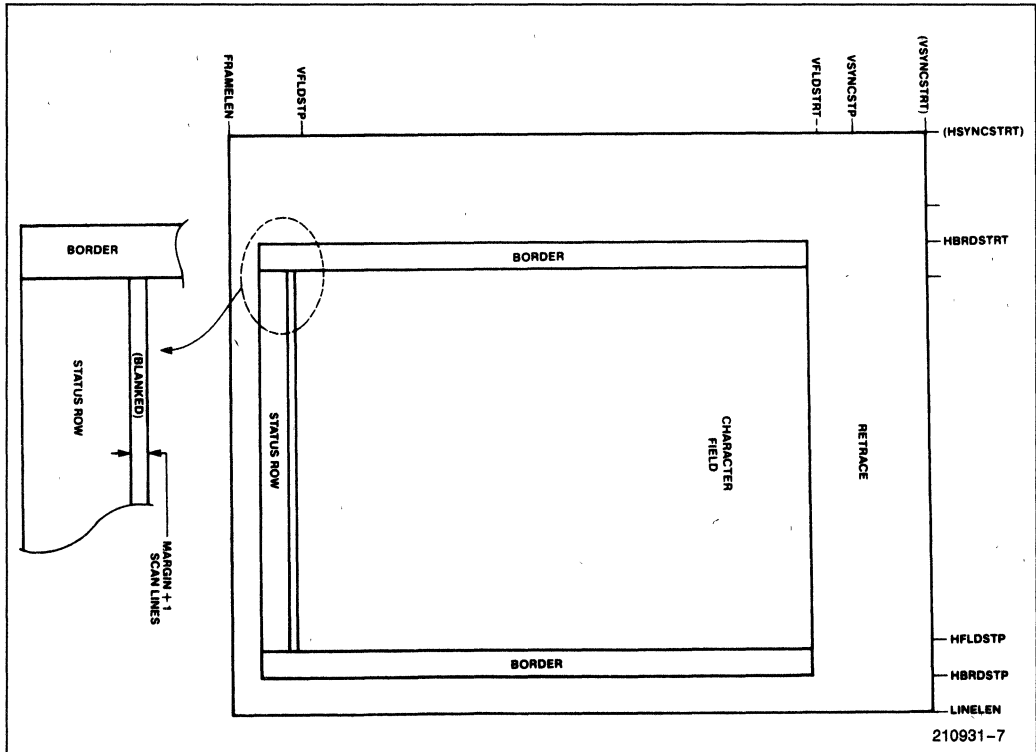 (VSYNCSTRT)
VSYNCSTP
VFLDSTRT
VFLDSTP
FRAMELEN
(HSYNCSTRT)
HBRDSTRT
HFLDSTP
HBRDSTP
LINELEN
RETRACE
BORDER
CHARACTER
FIELD
STATUS ROW
BORDER
BORDER
(BLANKED)
STATUS ROW
MARGIN + 1
SCAN LINES
210931-7